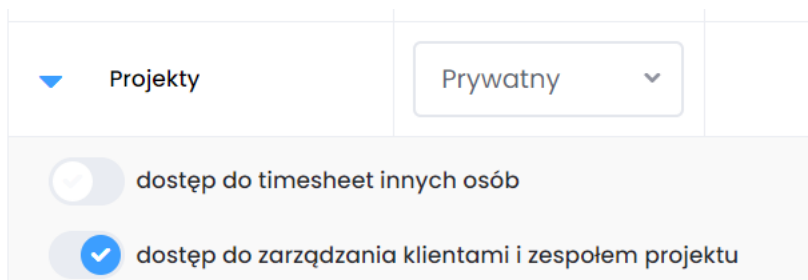 Projekty
Prywatny
dostęp do timesheet innych osób
dostęp do zarządzania klientami i zespołem projektu